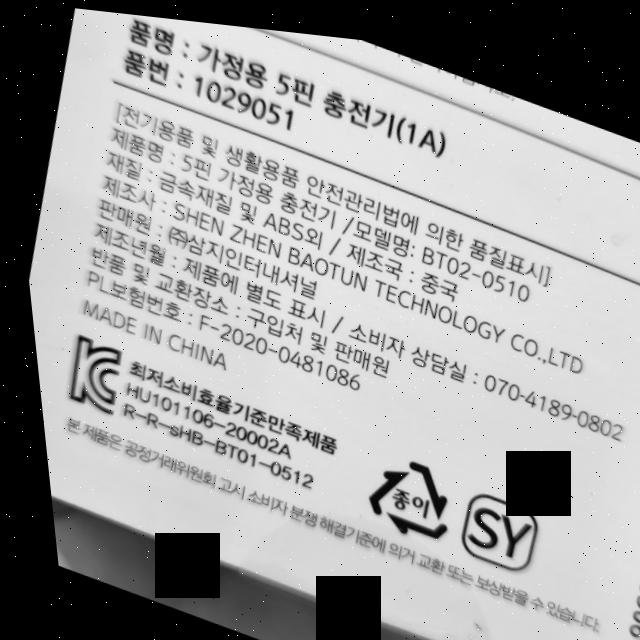 품명 : 가정용 5핀 충전기(1A)
품번 : 1029051
[전기용품 및 생활용품 안전관리법에 의한 품질표시]
제품명 : 5핀 가정용 충전기 / 모델명: BT02-0510
재질 : 금속재질 및 ABS외 / 제조국 : 중국
제조사 : SHEN ZHEN BAOTUN TECHNOLOGY CO.,LTD
판매원 : ㈜삼지인터내셔널
제조년월 : 제품에 별도 표시 / 소비자 상담실 : 070-4189-0802
반품 및 교환장소 : 구입처 및 판매원
PL보험번호 : F-2020-0481086
MADE IN CHINA
최저소비효율기준만족제품
HU101106-20002A
R-R-sHB-BT01-0512
본 제품은 공정거래위원회 고시 소비자 분쟁 해결기준에 의거 교환 또는 보상받을 수 있습니다.
종이
SY